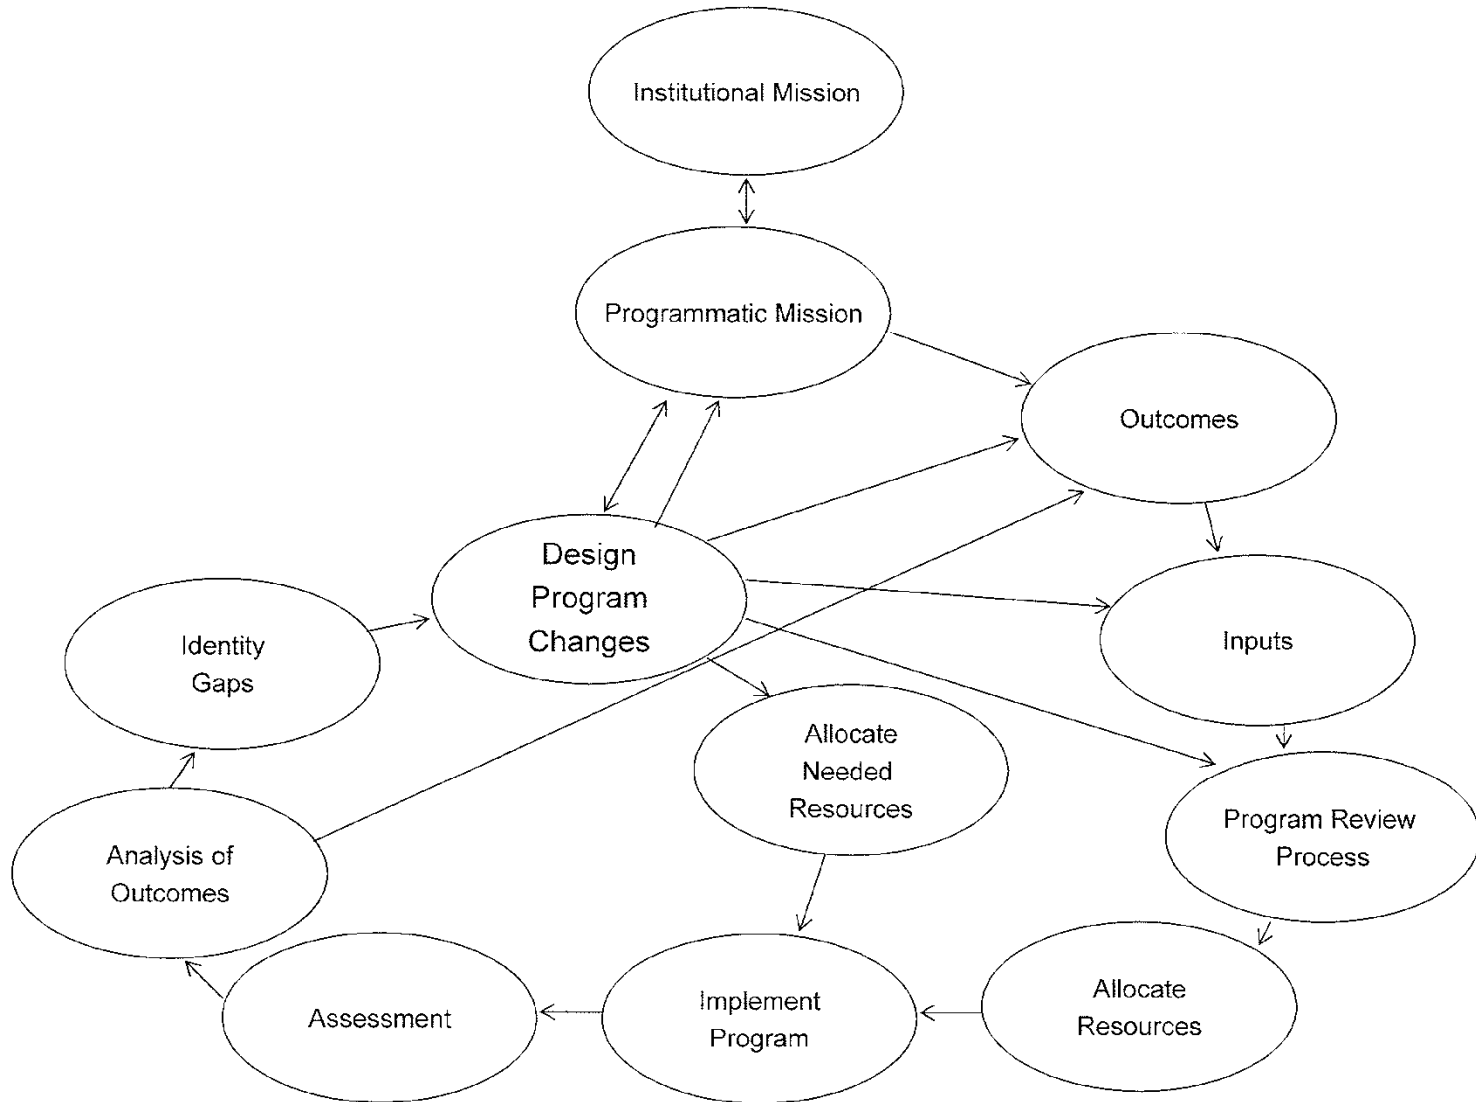 Institutional Mission
Programmatic Mission
Outcomes
Design
Program
Changes
Identity
Gaps
Inputs
Allocate
Needed
Resources
Program Review
Process
Analysis of
Outcomes
Allocate
Resources
Implement
Program
Assessment